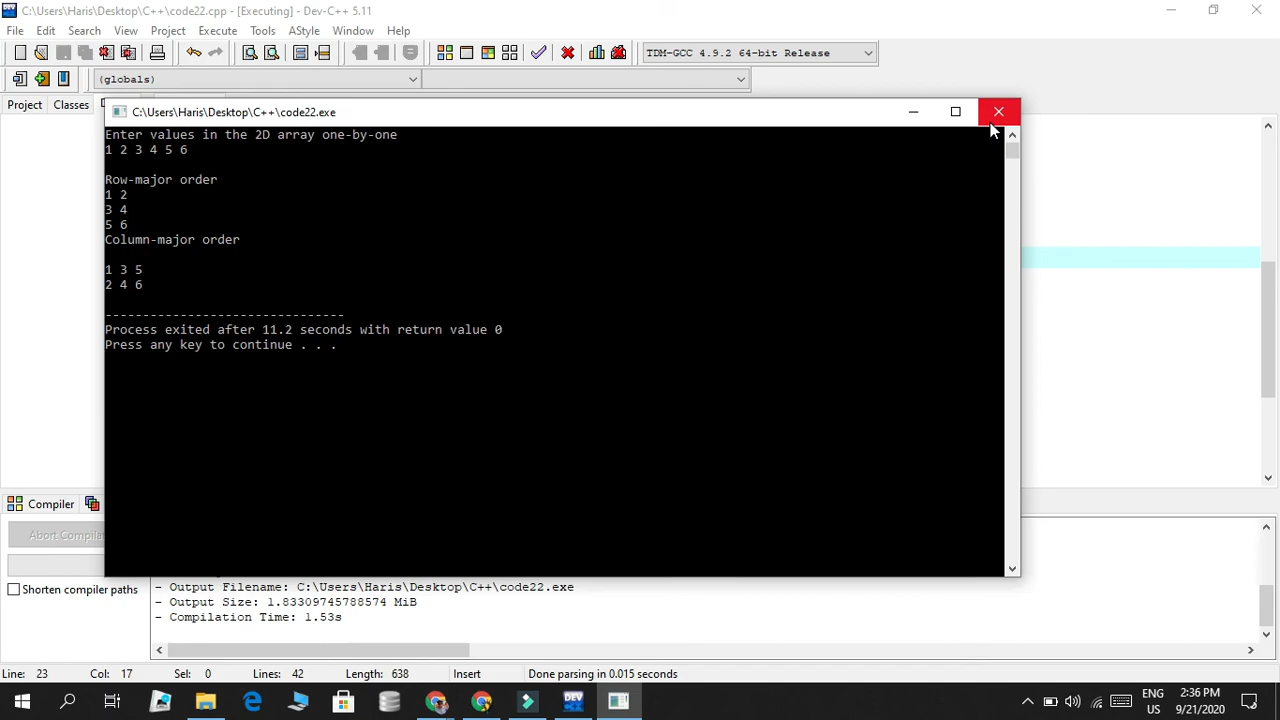 C:\Users\Haris\Desktop\C++\code22.cpp - [Executing] - Dev-C++ 5.11
File Edit Search View Project Execute Tools AStyle Window Help
TDM-GCC 4.9.2 64-bit Release
(globals)
Project Classes
C:\Users\Haris\Desktop\C++\code22.exe
Enter values in the 2D array one-by-one
1 2 3 4 5 6
Row-major order
1 2
3 4
5 6
Column-major order
1 3 5
2 4 6
--------------------------------
Process exited after 11.2 seconds with return value 0
Press any key to continue . . .
Compiler
Abort Compila
Shorten compiler paths
- Output Filename: C:\Users\Haris\Desktop\C++\code22.exe
- Output Size: 1.83309745788574 MiB
- Compilation Time: 1.53s
Line: 23 Col: 17 Sel: 0 Lines: 42 Length: 638 Insert Done parsing in 0.015 seconds
DEV
ENG
US
2:36 PM
9/21/2020